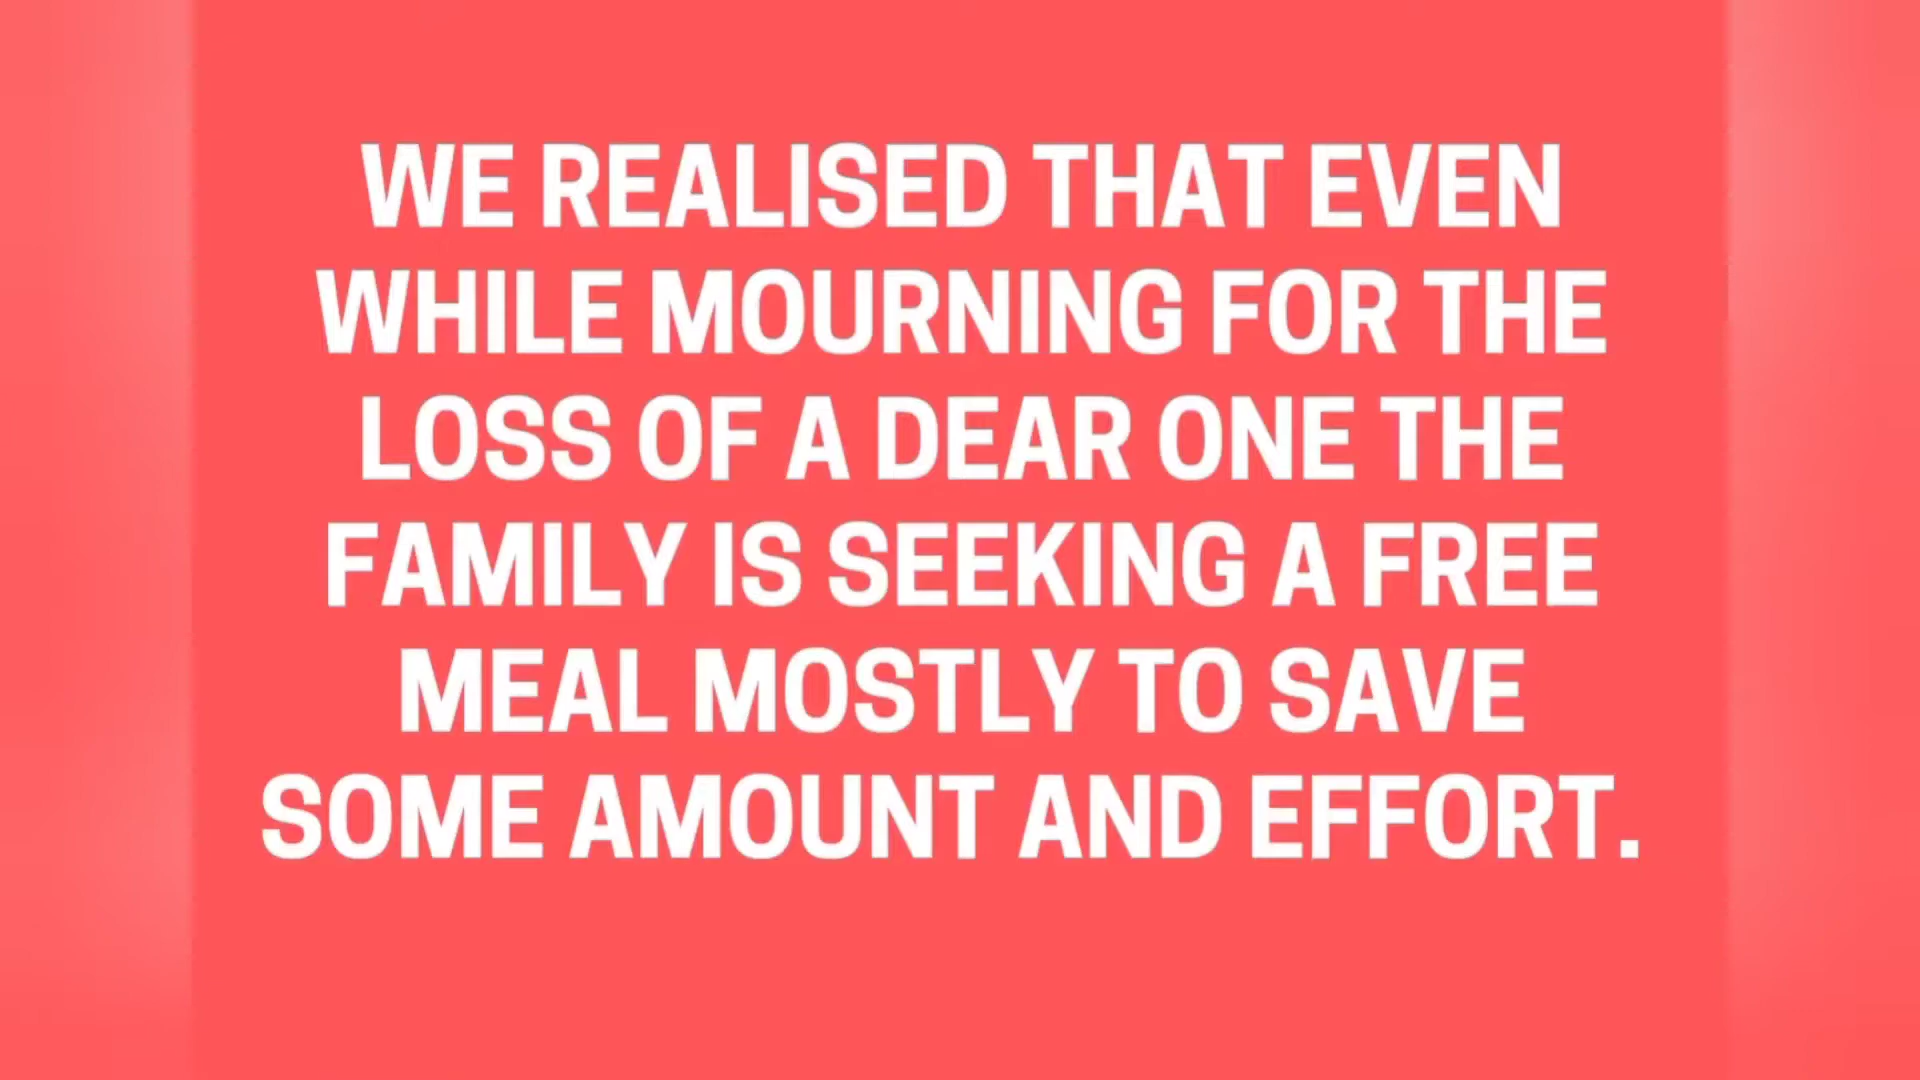 WE REALISED THAT EVEN
WHILE MOURNING FOR THE
LOSS OF A DEAR ONE THE
FAMILY IS SEEKING A FREE
MEAL MOSTLY TO SAVE
SOME AMOUNT AND EFFORT.